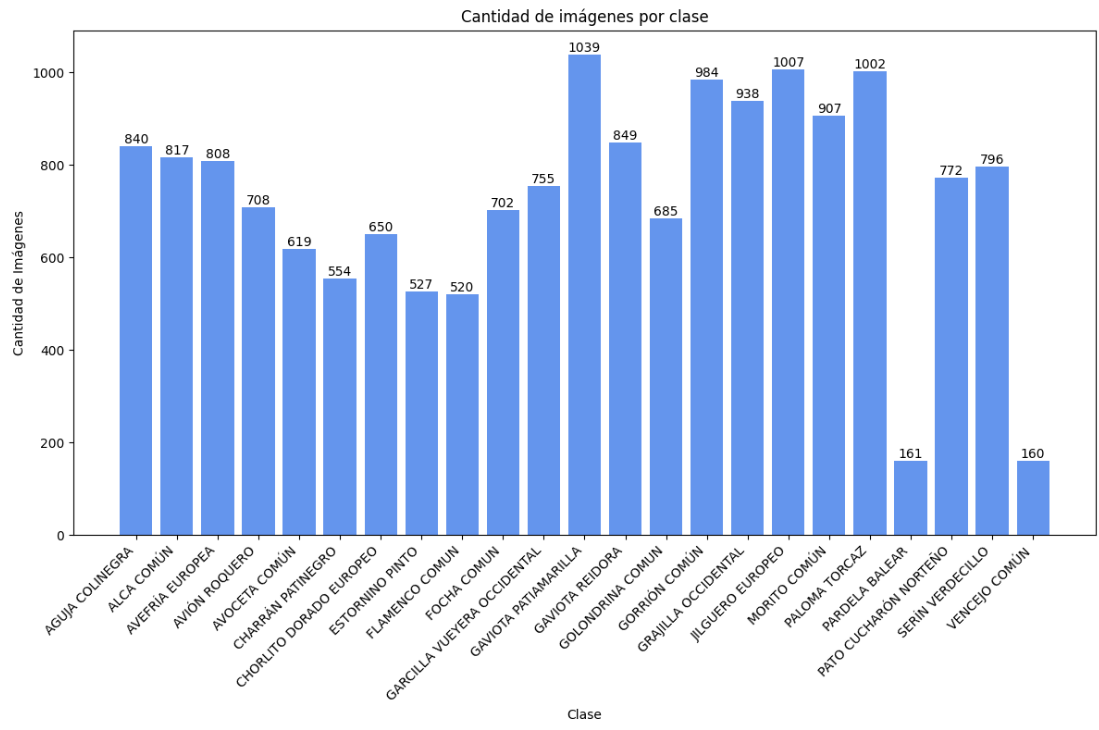 Cantidad de imágenes por clase
Cantidad de Imágenes
1000
800
600
400
200
0
840
817
808
708
619
554
650
527
520
702
755
1039
849
685
984
938
1007
907
1002
161
772
796
160
AGUJA COLINEGRA
ALCA COMÚN
AVEFRÍA EUROPEA
AVIÓN ROQUERO
AVOCETA COMÚN
CHARRÁN PATINEGRO
CHORLITO DORADO EUROPEO
ESTORNINO PINTO
FLAMENCO COMUN
FOCHA COMUN
GARCILLA VUEYERA OCCIDENTAL
GAVIOTA PATIAMARILLA
GAVIOTA REIDORA
GOLONDRINA COMUN
GORRIÓN COMÚN
GRAJILLA OCCIDENTAL
JILGUERO EUROPEO
MORITO COMÚN
PALOMA TORCAZ
PARDELA BALEAR
PATO CUCHARÓN NORTEÑO
SERÍN VERDECILLO
VENCEJO COMÚN
Clase